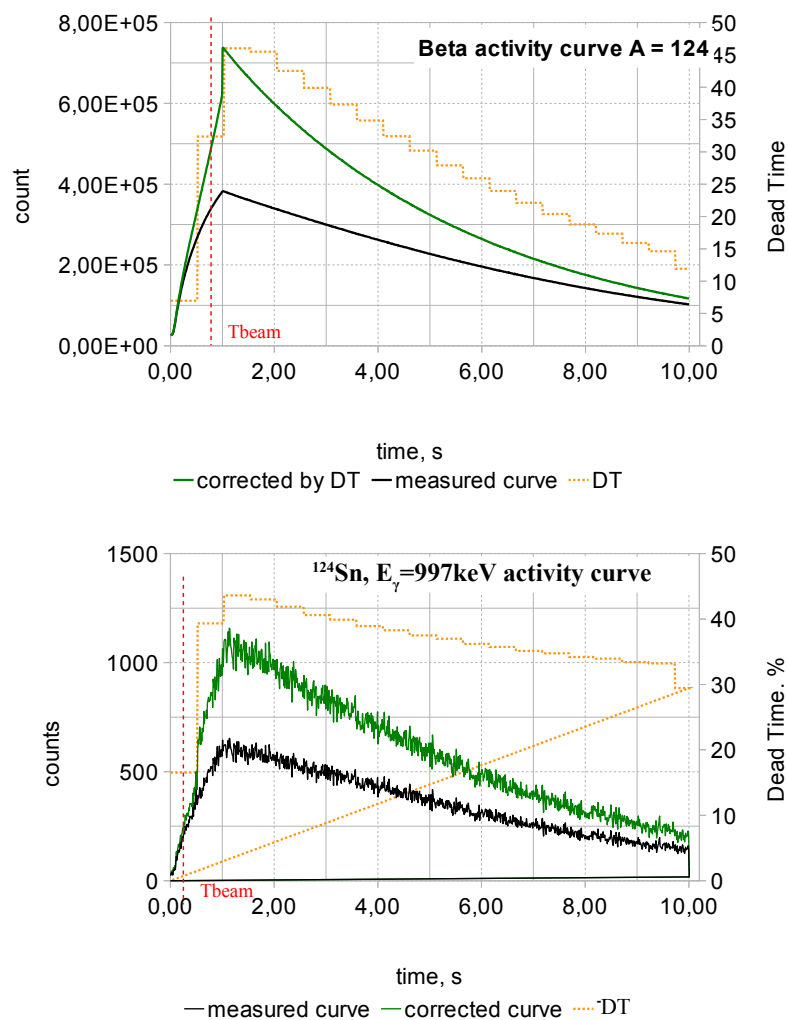 8,00E+05
6,00E+05
4,00E+05
2,00E+05
0,00E+00
count
Beta activity curve A = 124
50
45
40
35
30
25
20
15
10
5
0
Dead Time
Tbeam
0,00 2,00 4,00 6,00 8,00 10,00
time, s
corrected by DT measured curve DT
1500
1000
500
0
counts
¹²⁴Sn, Eγ=997keV activity curve
50
40
30
20
10
0
Dead Time. %
Tbeam
0,00 2,00 4,00 6,00 8,00 10,00
time, s
measured curve corrected curve -DT